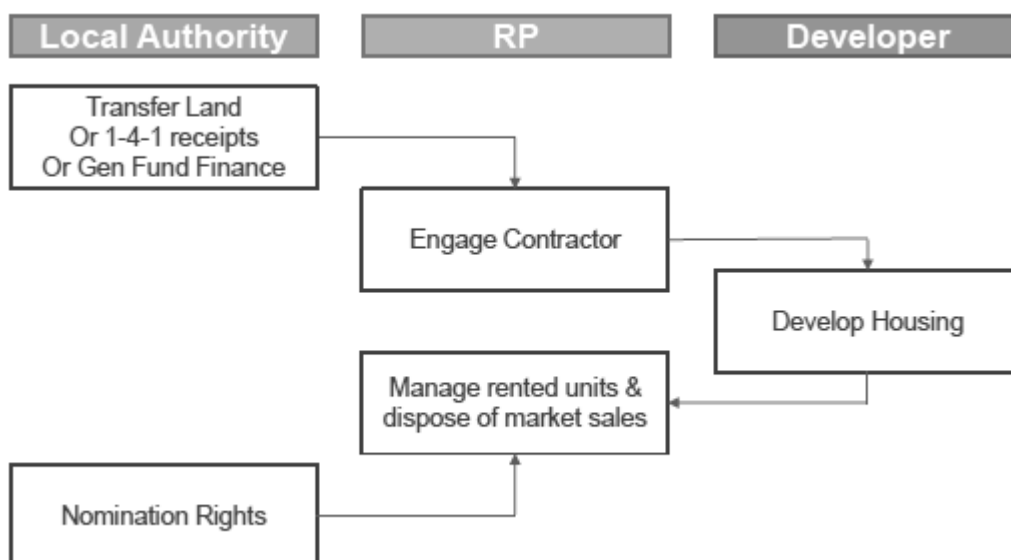 Local Authority
RP
Developer
Transfer Land
Or 1-4-1 receipts
Or Gen Fund Finance
Engage Contractor
Develop Housing
Manage rented units &
dispose of market sales
Nomination Rights